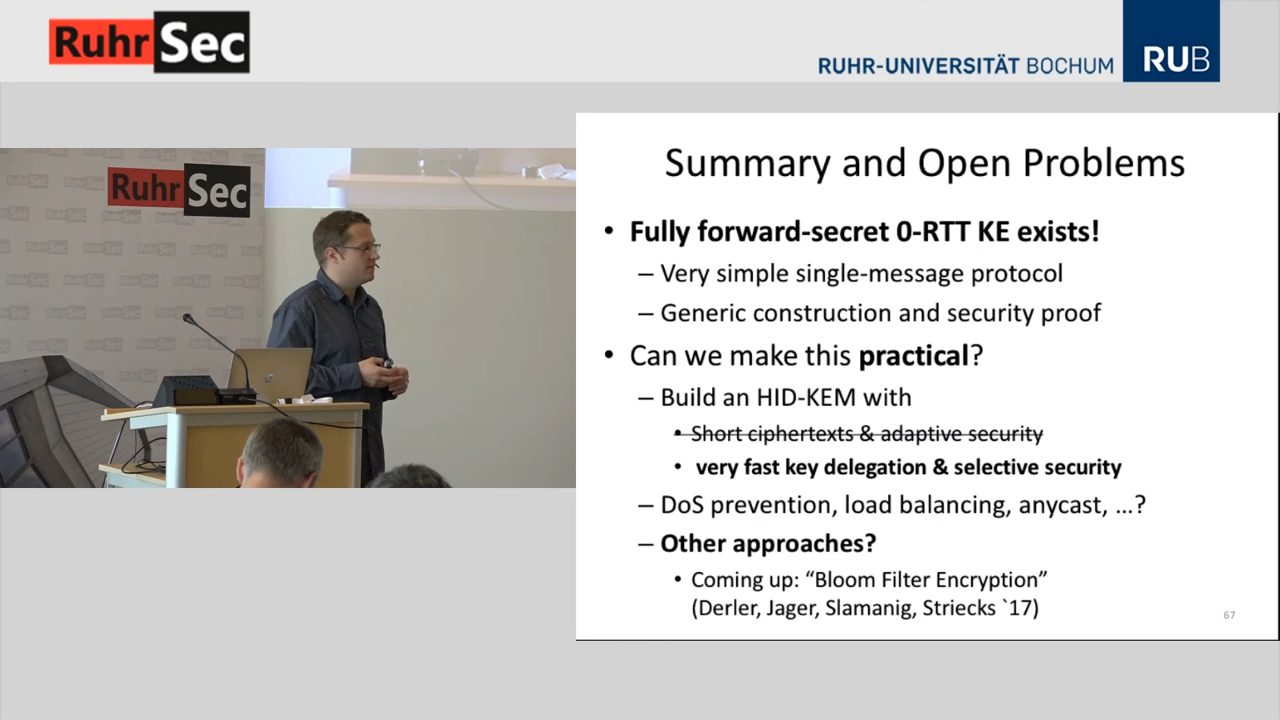 RuhrSec
RUHR-UNIVERSITÄT BOCHUM
RUB
RuhrSec
Summary and Open Problems
• Fully forward-secret 0-RTT KE exists!
– Very simple single-message protocol
– Generic construction and security proof
• Can we make this practical?
– Build an HID-KEM with
• Short ciphertexts & adaptive security
• very fast key delegation & selective security
– DoS prevention, load balancing, anycast, …?
– Other approaches?
• Coming up: “Bloom Filter Encryption”
(Derler, Jager, Slamanig, Striecks `17)
67